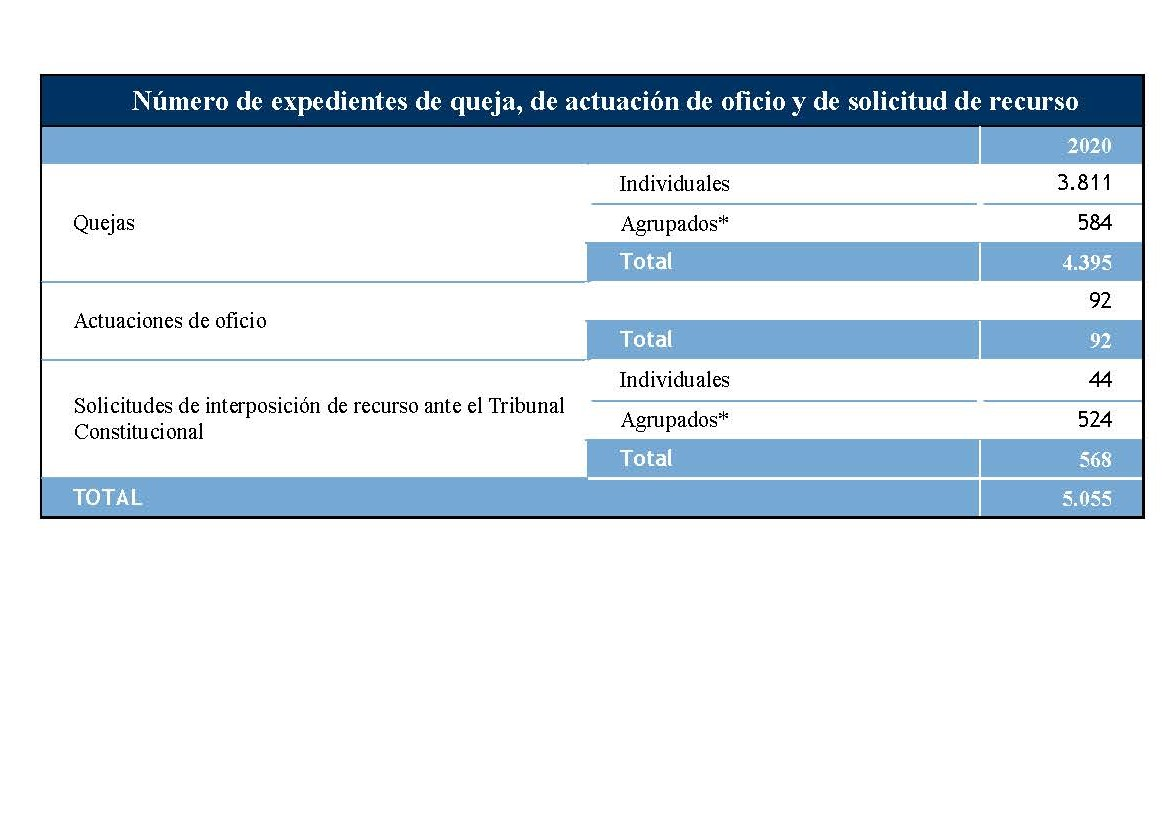 Número de expedientes de queja, de actuación de oficio y de solicitud de recurso
2020
Quejas
Individuales 3.811
Agrupados* 584
Total 4.395
Actuaciones de oficio
92
Total 92
Solicitudes de interposición de recurso ante el Tribunal
Constitucional
Individuales 44
Agrupados* 524
Total 568
TOTAL 5.055